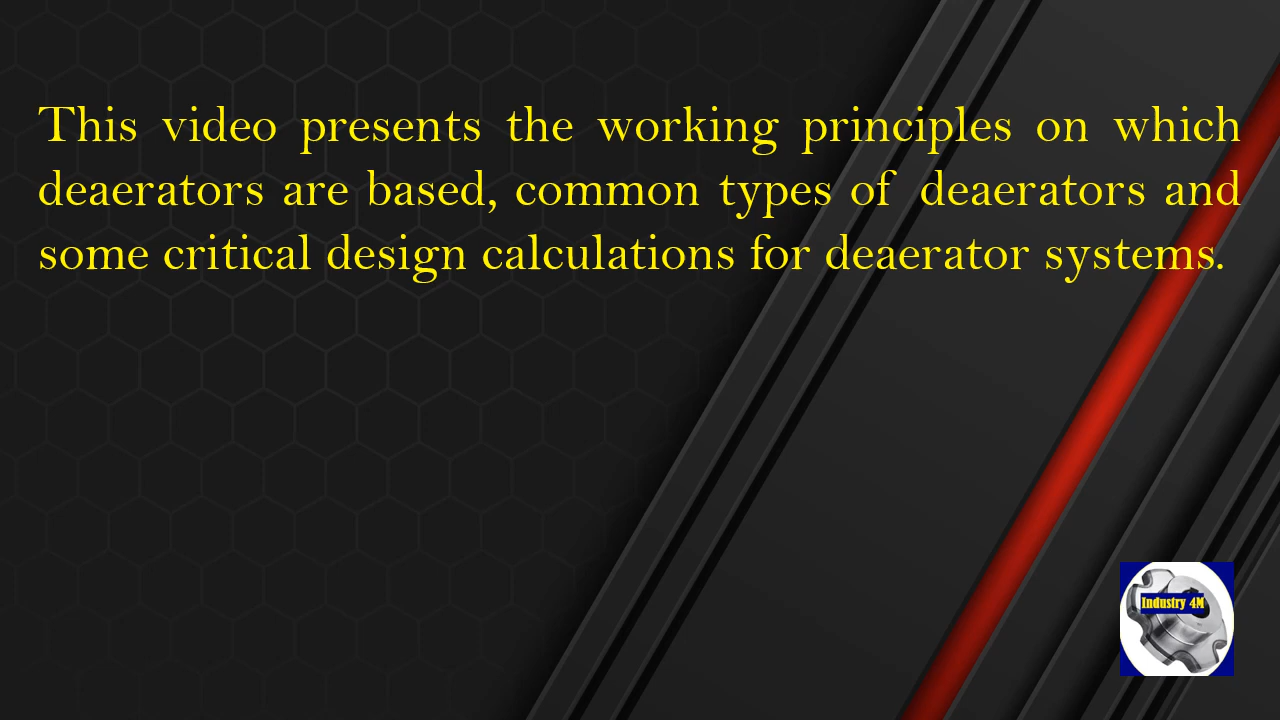 This video presents the working principles on which
deaerators are based, common types of deaerators and
some critical design calculations for deaerator systems.
Industry 4M